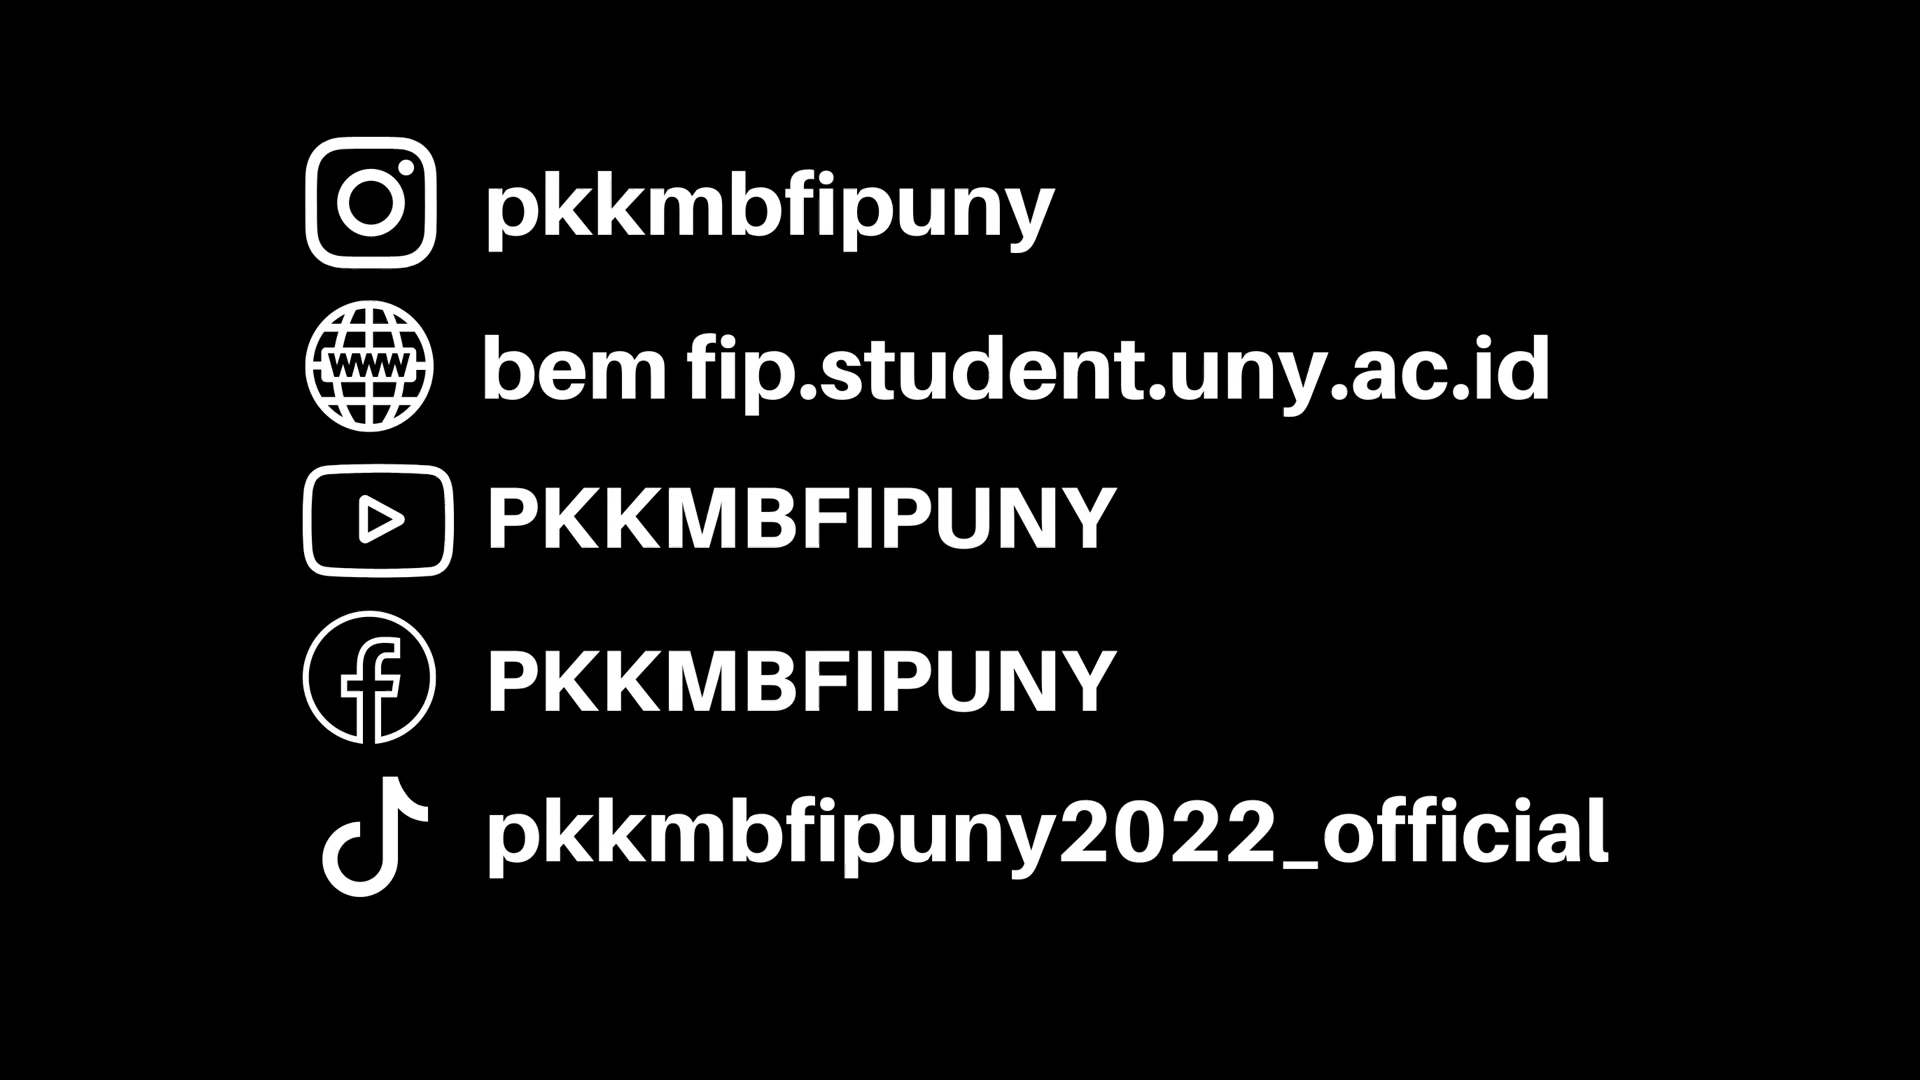 pkkmbfipuny
www
bem fip.student.uny.ac.id
PKKMBFIPUNY
PKKMBFIPUNY
pkkmbfipuny2022_official